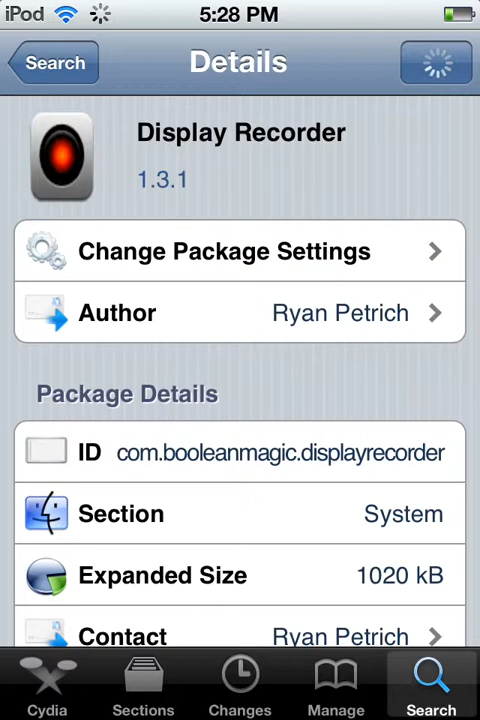 iPod 5:28 PM
Search Details
Display Recorder
1.3.1
Change Package Settings
Author Ryan Petrich
Package Details
ID com.booleanmagic.displayrecorder
Section System
Expanded Size 1020 kB
Contact Ryan Petrich
Cydia Sections Changes Manage Search